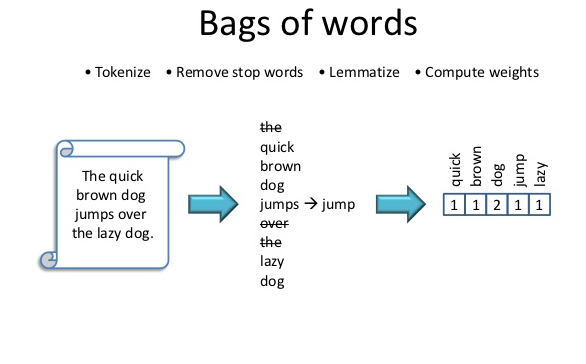 Bags of words
• Tokenize • Remove stop words • Lemmatize • Compute weights
The quick
brown dog
jumps over
the lazy dog.
the
quick
brown
dog
jumps → jump
over
the
lazy
dog
quick brown dog jump lazy
1 1 2 1 1